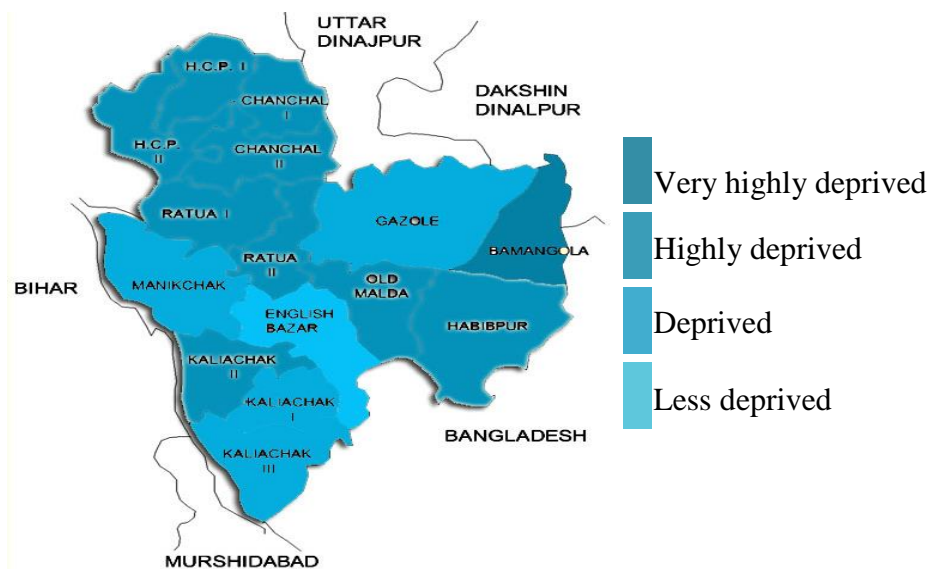 UTTAR
DINAJPUR
H.C.P. I
DAKSHIN
DINALPUR
CHANCHAL
I
H.C.P.
II
CHANCHAL
II
RATUA I
GAZOLE
BAMANGOLA
RATUA
II
OLD
MALDA
BIHAR
MANIKCHAK
ENGLISH
BAZAR
HABIBPUR
KALIACHAK
II
KALIACHAK
I
BANGLADESH
KALIACHAK
III
MURSHIDABAD
Very highly deprived
Highly deprived
Deprived
Less deprived